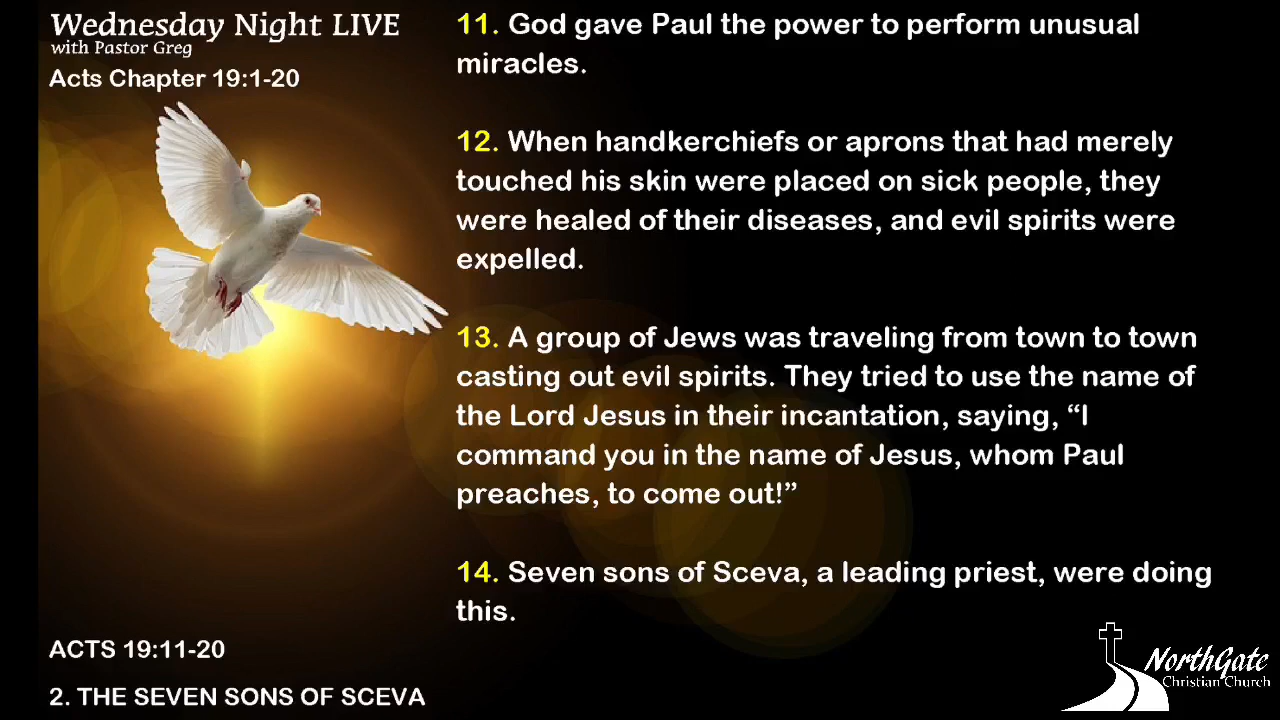 Wednesday Night LIVE
with Pastor Greg
Acts Chapter 19:1-20
11. God gave Paul the power to perform unusual
miracles.
12. When handkerchiefs or aprons that had merely
touched his skin were placed on sick people, they
were healed of their diseases, and evil spirits were
expelled.
13. A group of Jews was traveling from town to town
casting out evil spirits. They tried to use the name of
the Lord Jesus in their incantation, saying, “I
command you in the name of Jesus, whom Paul
preaches, to come out!”
14. Seven sons of Sceva, a leading priest, were doing
this.
ACTS 19:11-20
2. THE SEVEN SONS OF SCEVA
NorthGate
Christian Church